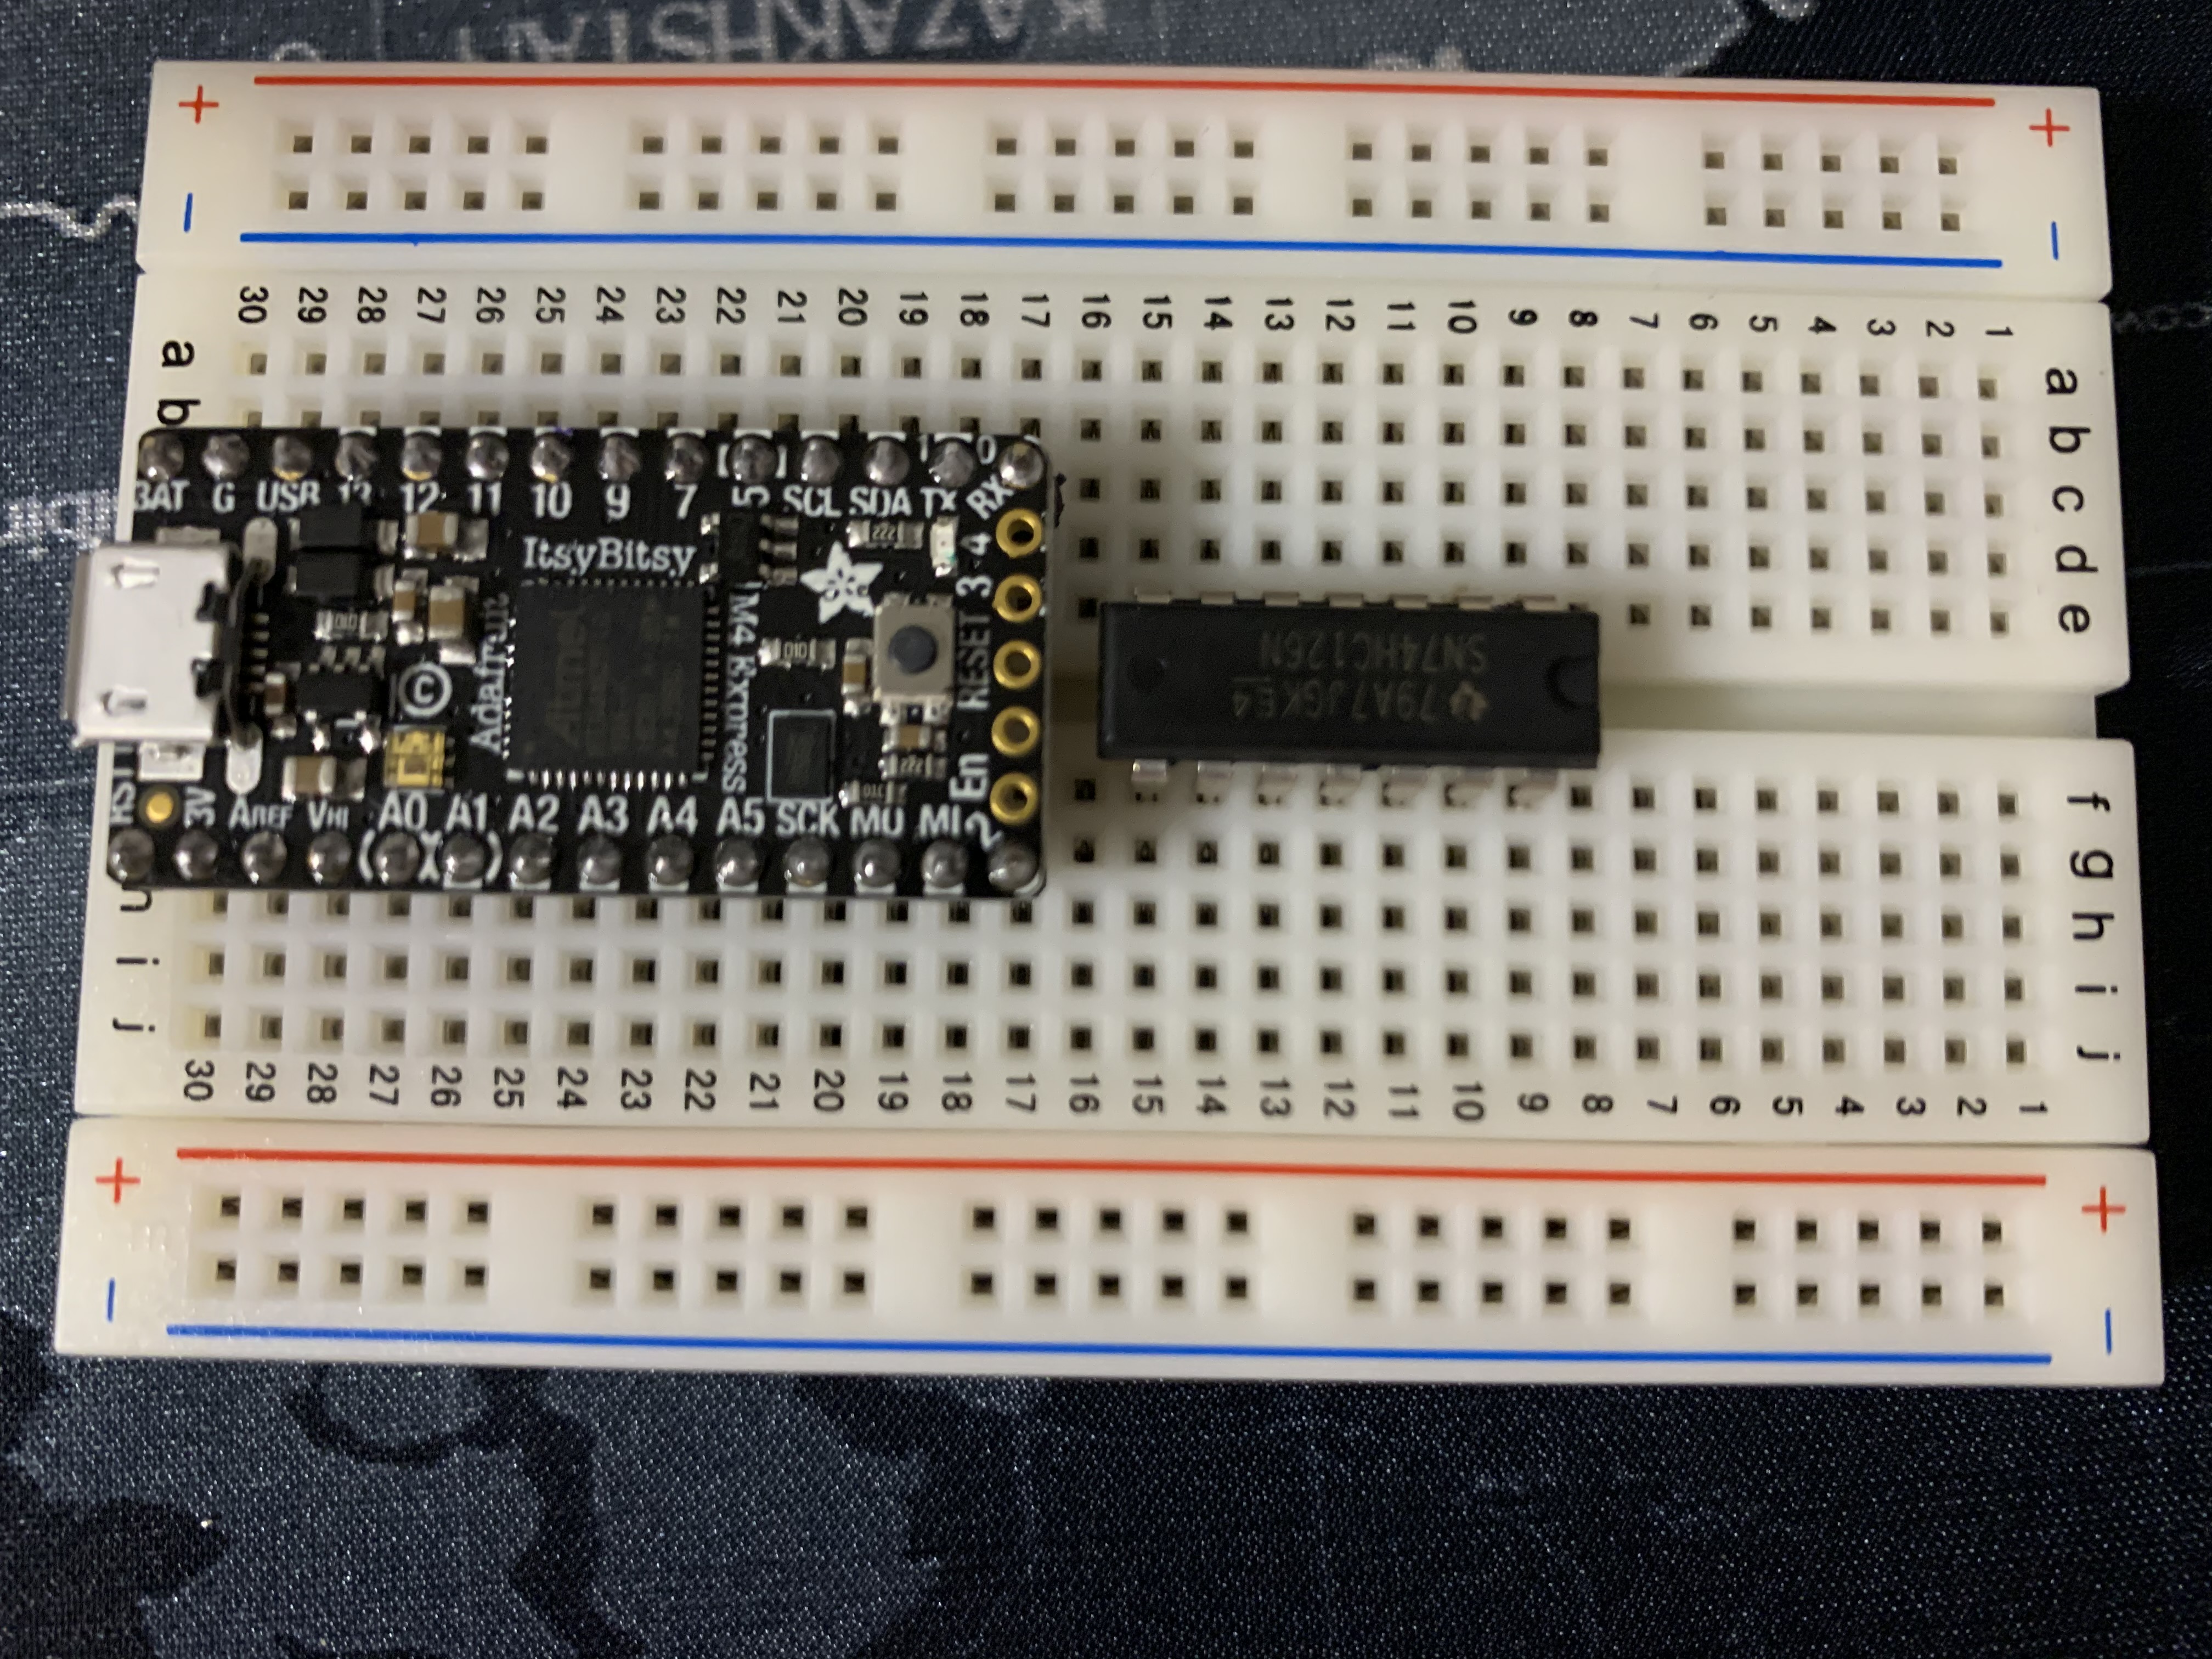 − + − +
j i h b a
30 30
29 29
28 28
27 27
26 26
25 25
24 24
23 23
22 22
21 21
20 20
19 19
18 18
17 17
16 16
15 15
14 14
13 13
12 12
11 11
10 10
9 9
8 8
7 7
6 6
5 5
4 4
3 3
2 2
1 1
j i h g f e d c b a
− + − +
RST
3V
AREF
VHI
A0
A1
A2
A3
A4
A5
SCK
MO
MI
2
BAT
G
USB
13
12
11
10
9
7
5
SCL
SDA
TX
RX
0
©
Adafruit
Atmel
ItsyBitsy
M4 Express
En RESET 3 4
79A7JGKE4
SN74HC126N
KAZAKHSTAN